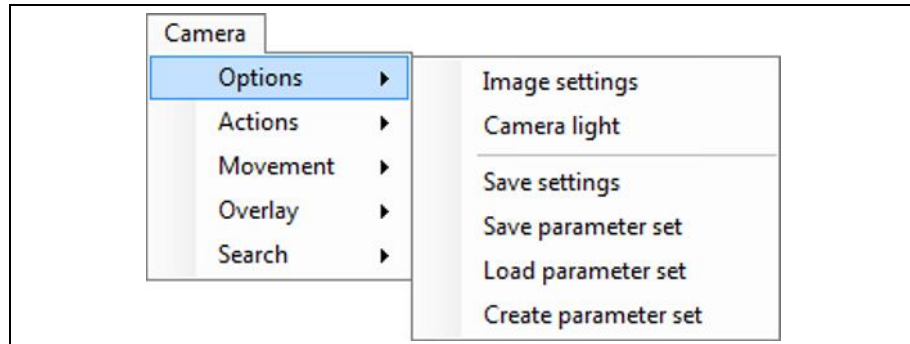 Camera
Options
Actions
Movement
Overlay
Search
Image settings
Camera light
Save settings
Save parameter set
Load parameter set
Create parameter set